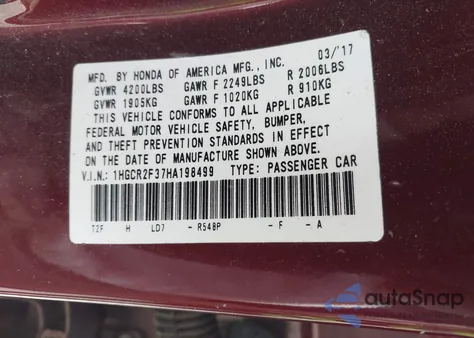 03/'17
MFD. BY HONDA OF AMERICA MFG., INC.
GVWR 4200LBS GAWR F 2249LBS R 2006LBS
GVWR 1905KG GAWR F 1020KG R 910KG
THIS VEHICLE CONFORMS TO ALL APPLICABLE
FEDERAL MOTOR VEHICLE SAFETY, BUMPER,
AND THEFT PREVENTION STANDARDS IN EFFECT
ON THE DATE OF MANUFACTURE SHOWN ABOVE.
V.I.N. 1HGCR2F37HA198499 TYPE: PASSENGER CAR
T2F H LD7 - R548P - F - A
autoSnap